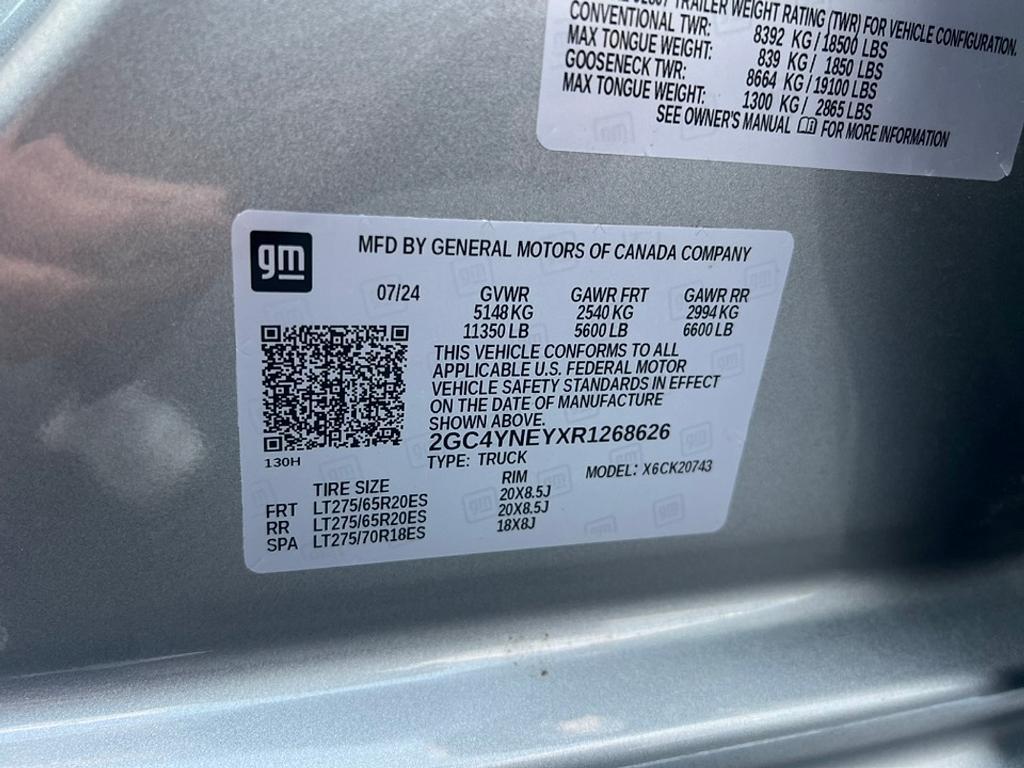 TRAILER WEIGHT RATING (TWR) FOR VEHICLE CONFIGURATION.
CONVENTIONAL TWR: 8392 KG / 18500 LBS
MAX TONGUE WEIGHT: 839 KG / 1850 LBS
GOOSENECK TWR: 8664 KG / 19100 LBS
MAX TONGUE WEIGHT: 1300 KG / 2865 LBS
SEE OWNER'S MANUAL FOR MORE INFORMATION
gm
MFD BY GENERAL MOTORS OF CANADA COMPANY
07/24 GVWR GAWR FRT GAWR RR
5148 KG 2540 KG 2994 KG
11350 LB 5600 LB 6600 LB
THIS VEHICLE CONFORMS TO ALL
APPLICABLE U.S. FEDERAL MOTOR
VEHICLE SAFETY STANDARDS IN EFFECT
ON THE DATE OF MANUFACTURE
SHOWN ABOVE.
2GC4YNEYXR1268626
130H
TYPE: TRUCK
MODEL: X6CK20743
TIRE SIZE RIM
FRT LT275/65R20ES 20X8.5J
RR LT275/65R20ES 20X8.5J
SPA LT275/70R18ES 18X8J